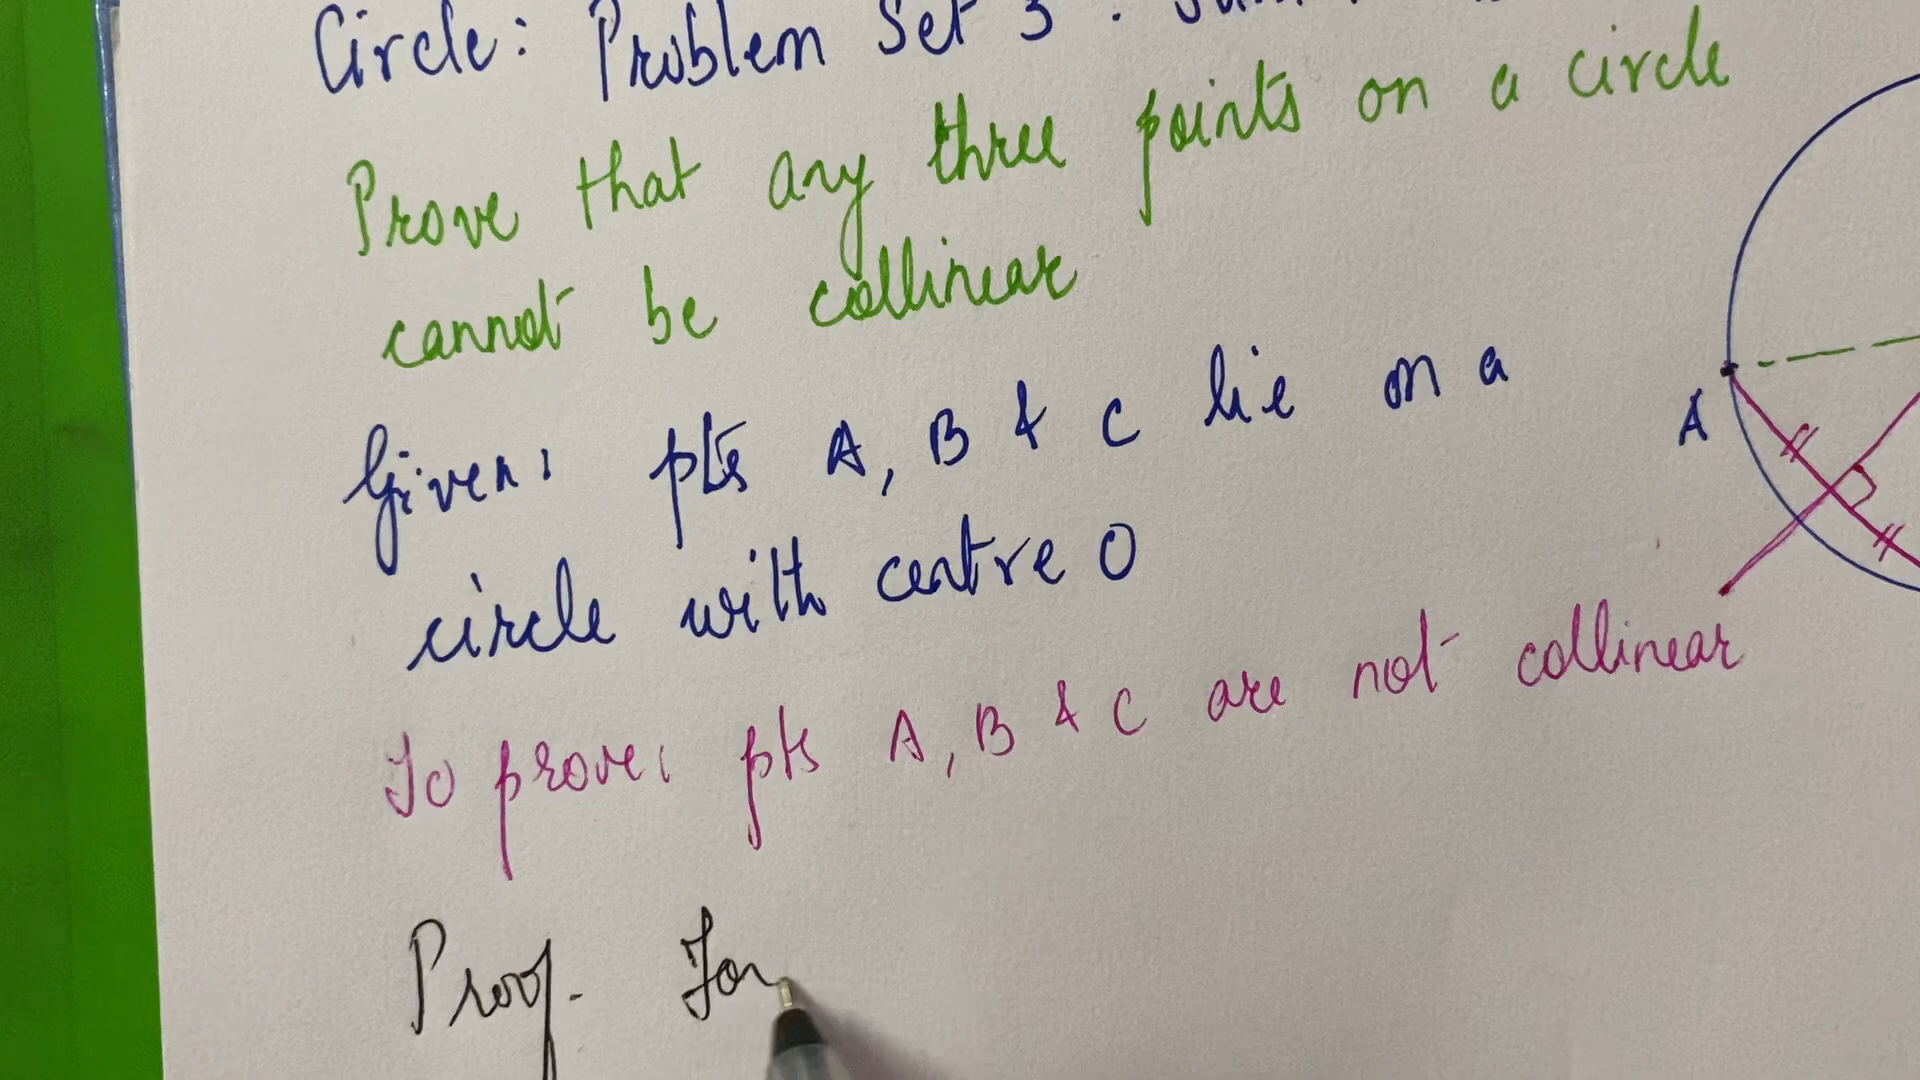 Circle: Problem Set 3 :
Prove that any three points on a circle
cannot be collinear
Given: pts A, B & C lie on a
circle with centre O
To prove: pts A, B & C are not collinear
Proof. For
A